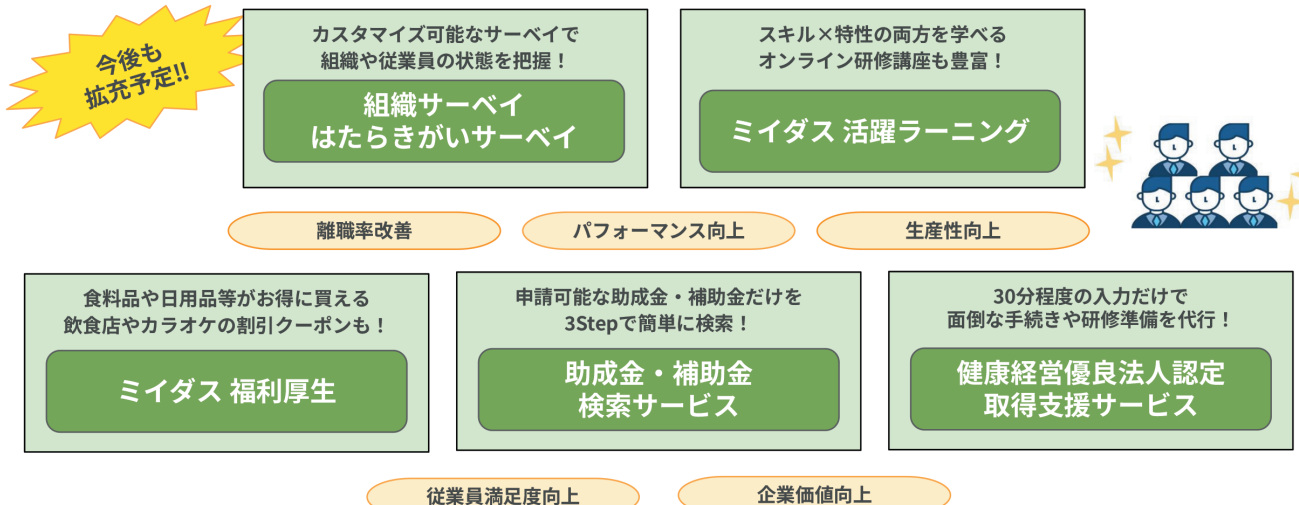 今後も
拡充予定!!
カスタマイズ可能なサーベイで
組織や従業員の状態を把握！
組織サーベイ
はたらきがいサーベイ
スキル×特性の両方を学べる
オンライン研修講座も豊富！
ミイダス 活躍ラーニング
離職率改善
パフォーマンス向上
生産性向上
食料品や日用品等がお得に買える
飲食店やカラオケの割引クーポンも！
ミイダス 福利厚生
申請可能な助成金・補助金だけを
3Stepで簡単に検索！
助成金・補助金
検索サービス
30分程度の入力だけで
面倒な手続きや研修準備を代行！
健康経営優良法人認定
取得支援サービス
従業員満足度向上
企業価値向上